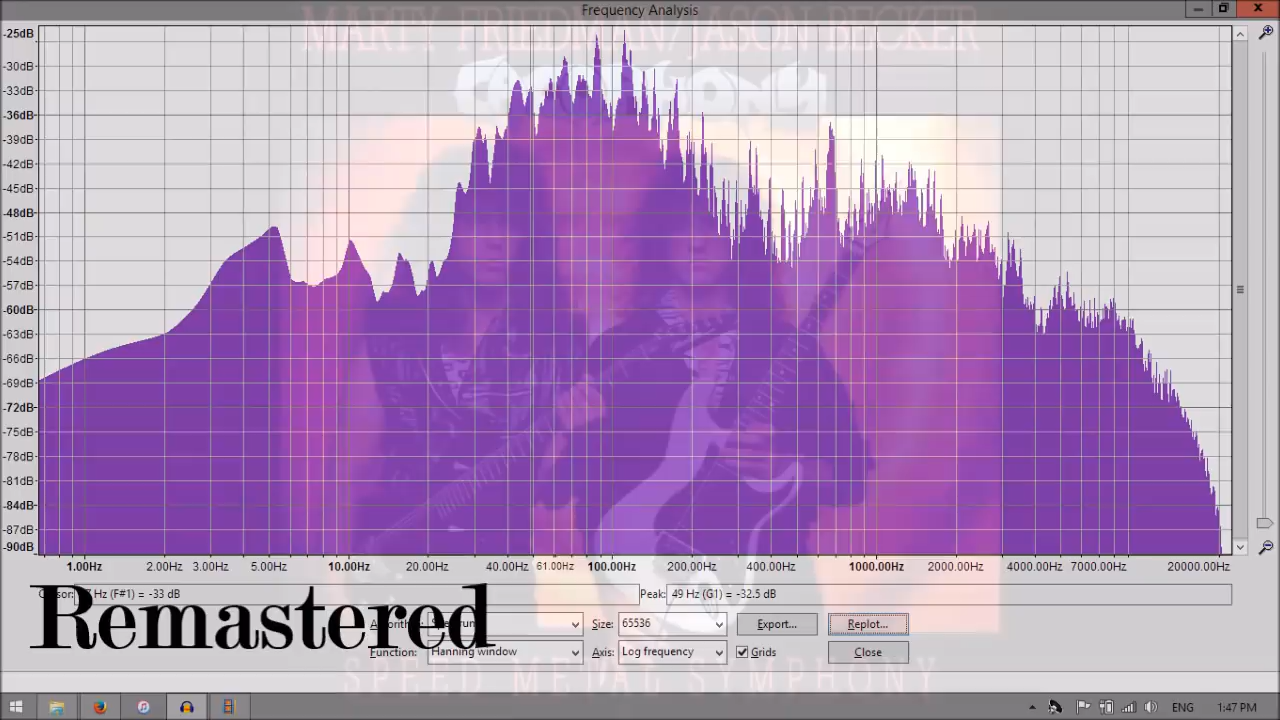 Frequency Analysis
MARTY FRIEDMAN/JASON BECKER
CACOPHONY
-25dB
-30dB
-33dB
-36dB
-39dB
-42dB
-45dB
-48dB
-51dB
-54dB
-57dB
-60dB
-63dB
-66dB
-69dB
-72dB
-75dB
-78dB
-81dB
-84dB
-87dB
-90dB
1.00Hz 2.00Hz 3.00Hz 5.00Hz 10.00Hz 20.00Hz 40.00Hz 61.00Hz 100.00Hz 200.00Hz 400.00Hz 1000.00Hz 2000.00Hz 4000.00Hz 7000.00Hz 20000.00Hz
Hz (F#1) = -33 dB Peak: 49 Hz (G1) = -32.5 dB
Remastered
Size: 65536 Export... Replot...
Function: Hanning window Axis: Log frequency Grids Close
SPEED METAL SYMPHONY
ENG 1:47 PM